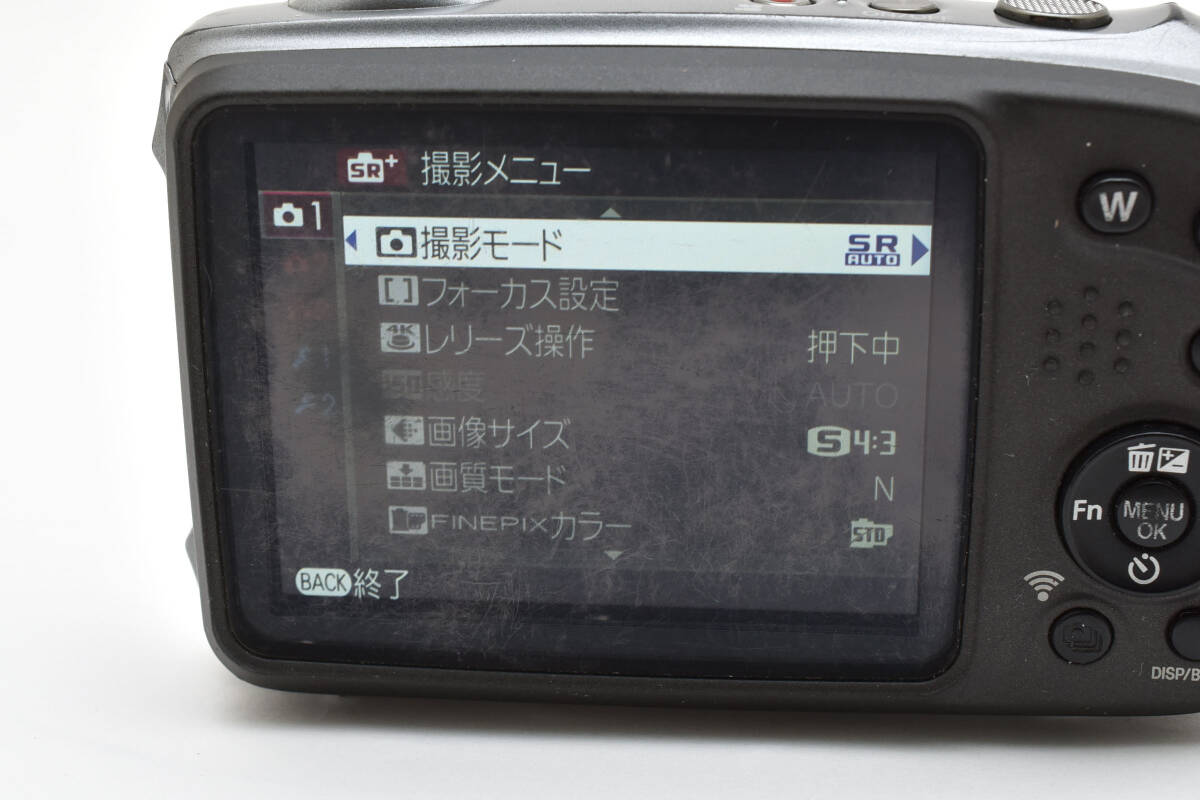 SR+ 撮影メニュー
1
撮影モード SR AUTO
フォーカス設定
4K レリーズ操作 押下中
ISO 感度 AUTO
画像サイズ S 4:3
画質モード N
FINEPIXカラー STD
BACK 終了
W
Fn
MENU
OK
DISP/B